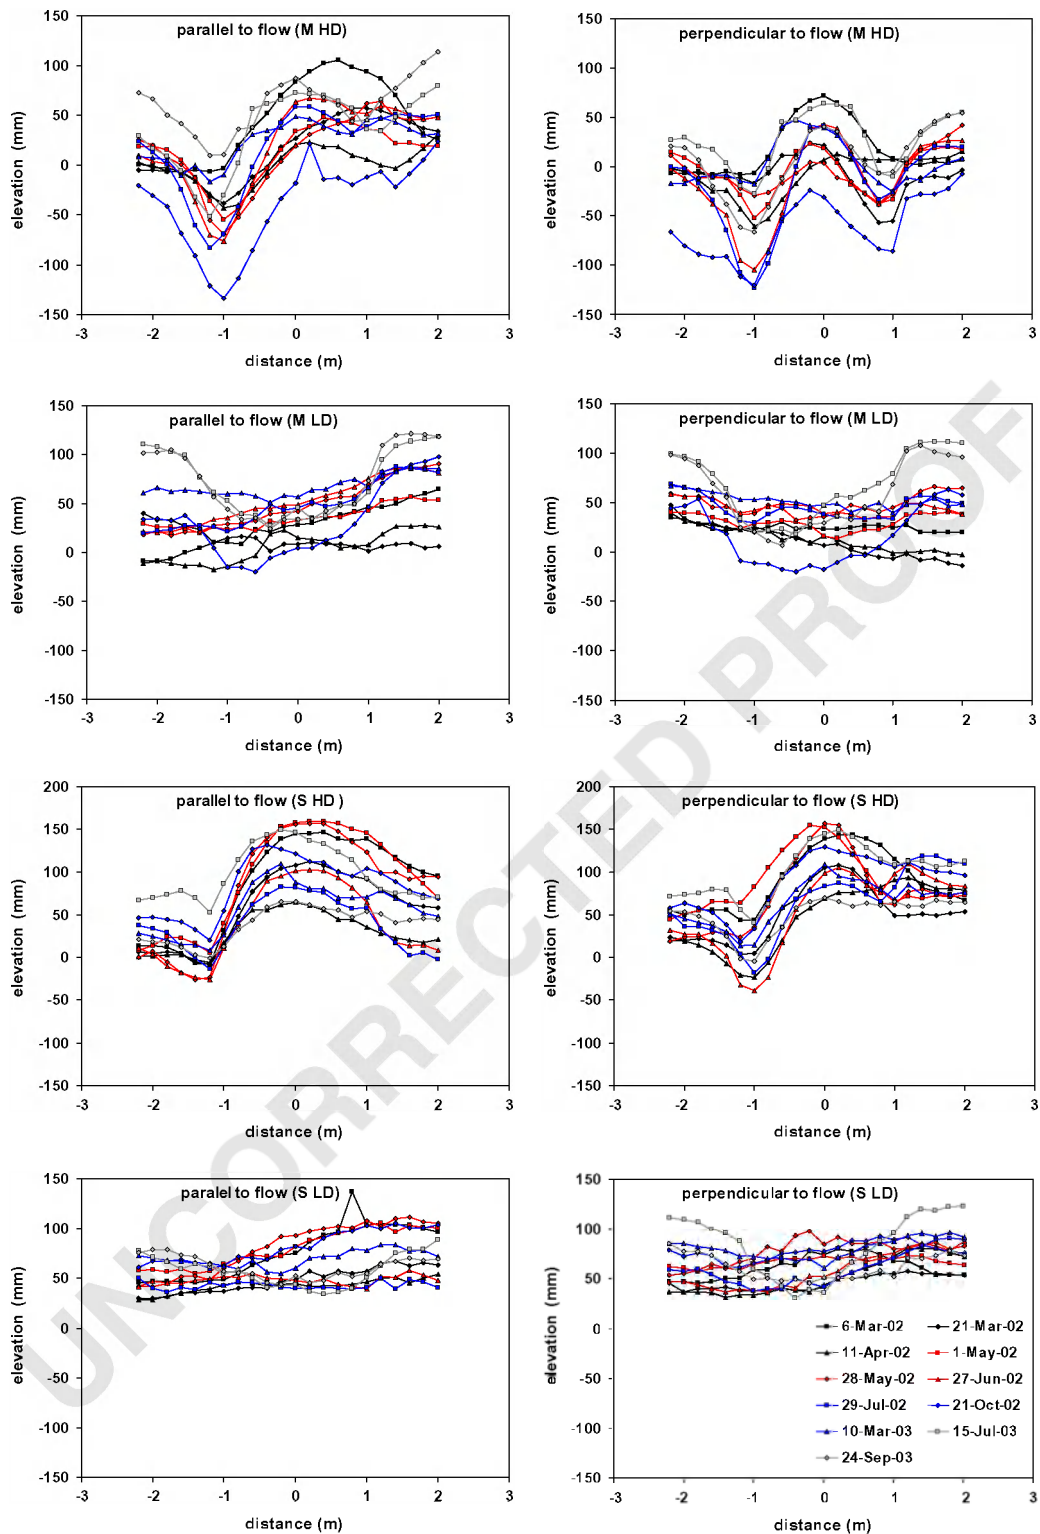 parallel to flow (M HD)
150
100
50
0
-50
-100
-150
elevation (mm)
-3 -2 -1 0 1 2 3
distance (m)
perpendicular to flow (M HD)
150
100
50
0
-50
-100
-150
elevation (mm)
-3 -2 -1 0 1 2 3
distance (m)
parallel to flow (M LD)
150
100
50
0
-50
-100
-150
elevation (mm)
-3 -2 -1 0 1 2 3
distance (m)
perpendicular to flow (M LD)
150
100
50
0
-50
-100
-150
elevation (mm)
-3 -2 -1 0 1 2 3
distance (m)
parallel to flow (S HD )
200
150
100
50
0
-50
-100
-150
elevation (mm)
-3 -2 -1 0 1 2 3
distance (m)
perpendicular to flow (S HD)
200
150
100
50
0
-50
-100
-150
elevation (mm)
-3 -2 -1 0 1 2 3
distance (m)
paralel to flow (S LD)
150
100
50
0
-50
-100
-150
elevation (mm)
-3 -2 -1 0 1 2 3
distance (m)
perpendicular to flow (S LD)
150
100
50
0
-50
-100
-150
elevation (mm)
-3 -2 -1 0 1 2 3
distance (m)
6-Mar-02 21-Mar-02
11-Apr-02 1-May-02
28-May-02 27-Jun-02
29-Jul-02 21-Oct-02
10-Mar-03 15-Jul-03
24-Sep-03
UNCORRECTED PROOF